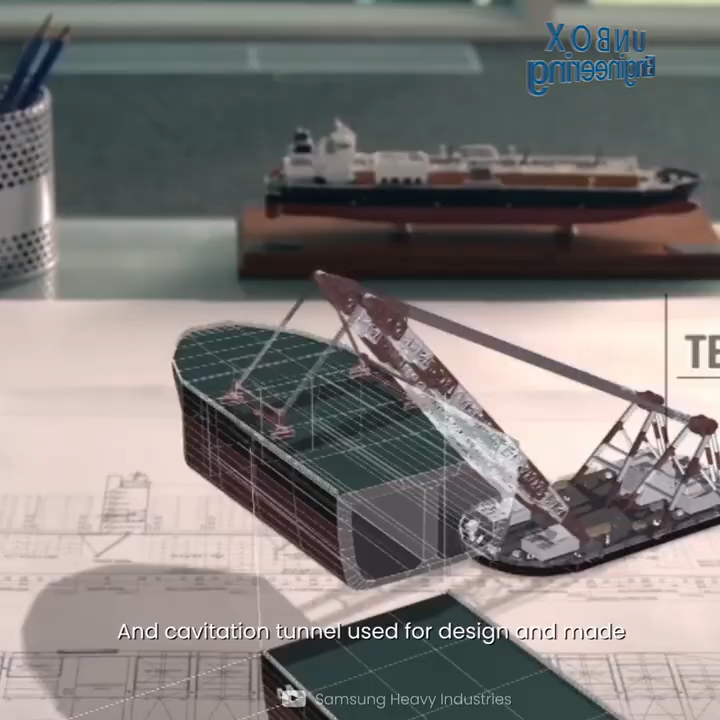 UNBOX
Engineering
TE
And cavitation tunnel used for design and made
Samsung Heavy Industries